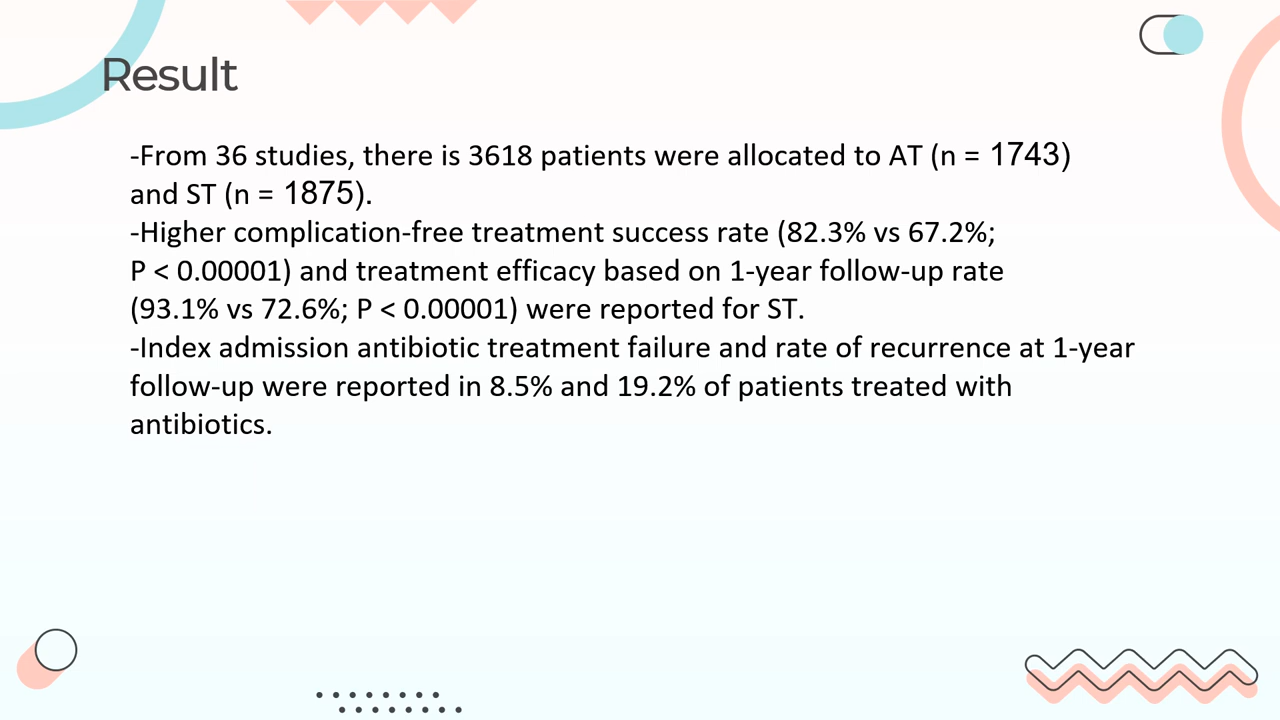 Result
-From 36 studies, there is 3618 patients were allocated to AT (n = 1743)
and ST (n = 1875).
-Higher complication-free treatment success rate (82.3% vs 67.2%;
P < 0.00001) and treatment efficacy based on 1-year follow-up rate
(93.1% vs 72.6%; P < 0.00001) were reported for ST.
-Index admission antibiotic treatment failure and rate of recurrence at 1-year
follow-up were reported in 8.5% and 19.2% of patients treated with
antibiotics.